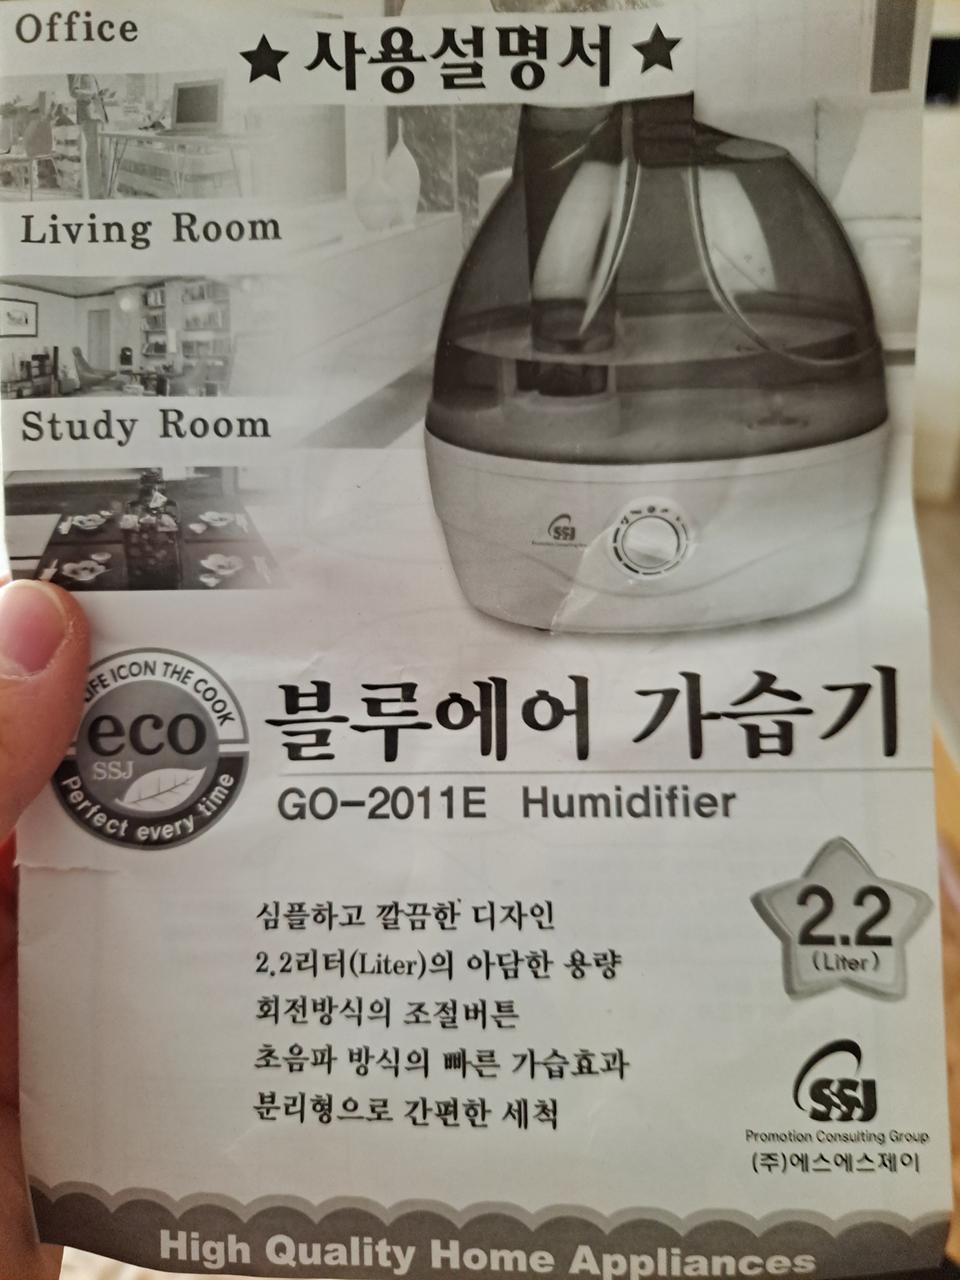 Office
★ 사용설명서 ★
Living Room
Study Room
SSJ
LIFE ICON THE COOK
eco
SSJ
Perfect every time
블루에어 가습기
GO-2011E Humidifier
심플하고 깔끔한 디자인
2.2리터(Liter)의 아담한 용량
회전방식의 조절버튼
초음파 방식의 빠른 가습효과
분리형으로 간편한 세척
2.2
(Liter)
SSJ
Promotion Consulting Group
(주)에스에스제이
High Quality Home Appliances